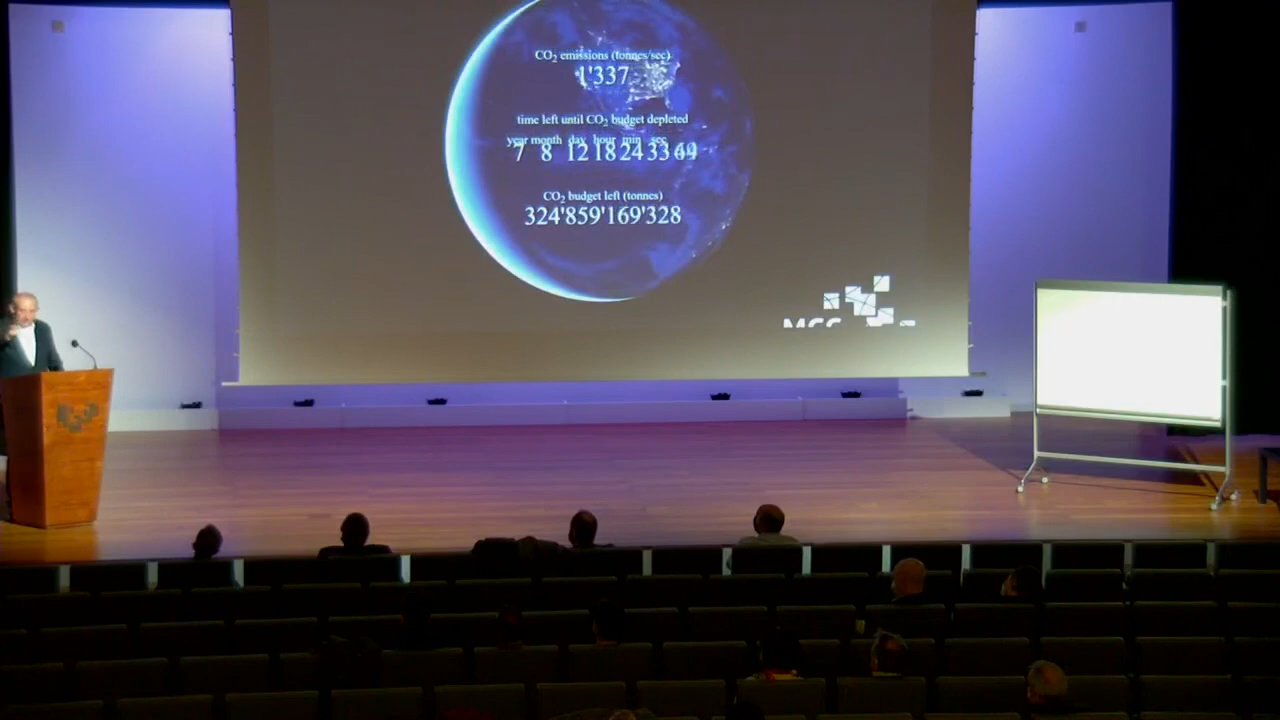 CO₂ emissions (tonnes/sec)
1'337
time left until CO₂ budget depleted
year month day hour min sec
7 8 12 18 24 33
CO₂ budget left (tonnes)
324'859'169'328